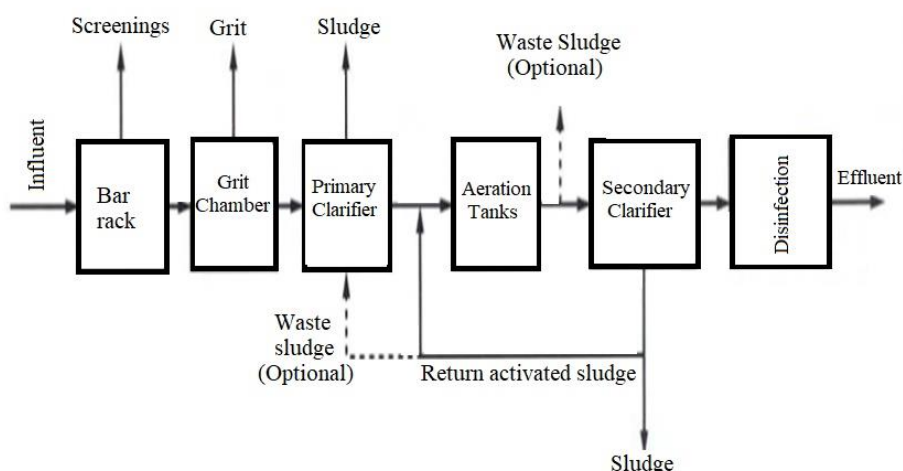 Screenings
Grit
Sludge
Waste Sludge
(Optional)
Influent
Bar
rack
Grit
Chamber
Primary
Clarifier
Aeration
Tanks
Secondary
Clarifier
Disinfection
Effluent
Waste
sludge
(Optional)
Return activated sludge
Sludge